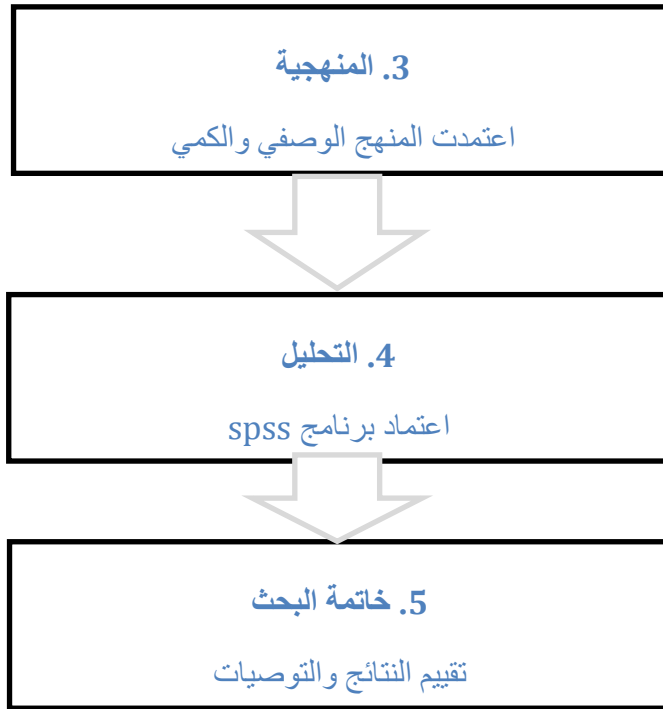 3. المنهجية
اعتمدت المنهج الوصفي والكمي
4. التحليل
اعتماد برنامج spss
5. خاتمة البحث
تقييم النتائج والتوصيات